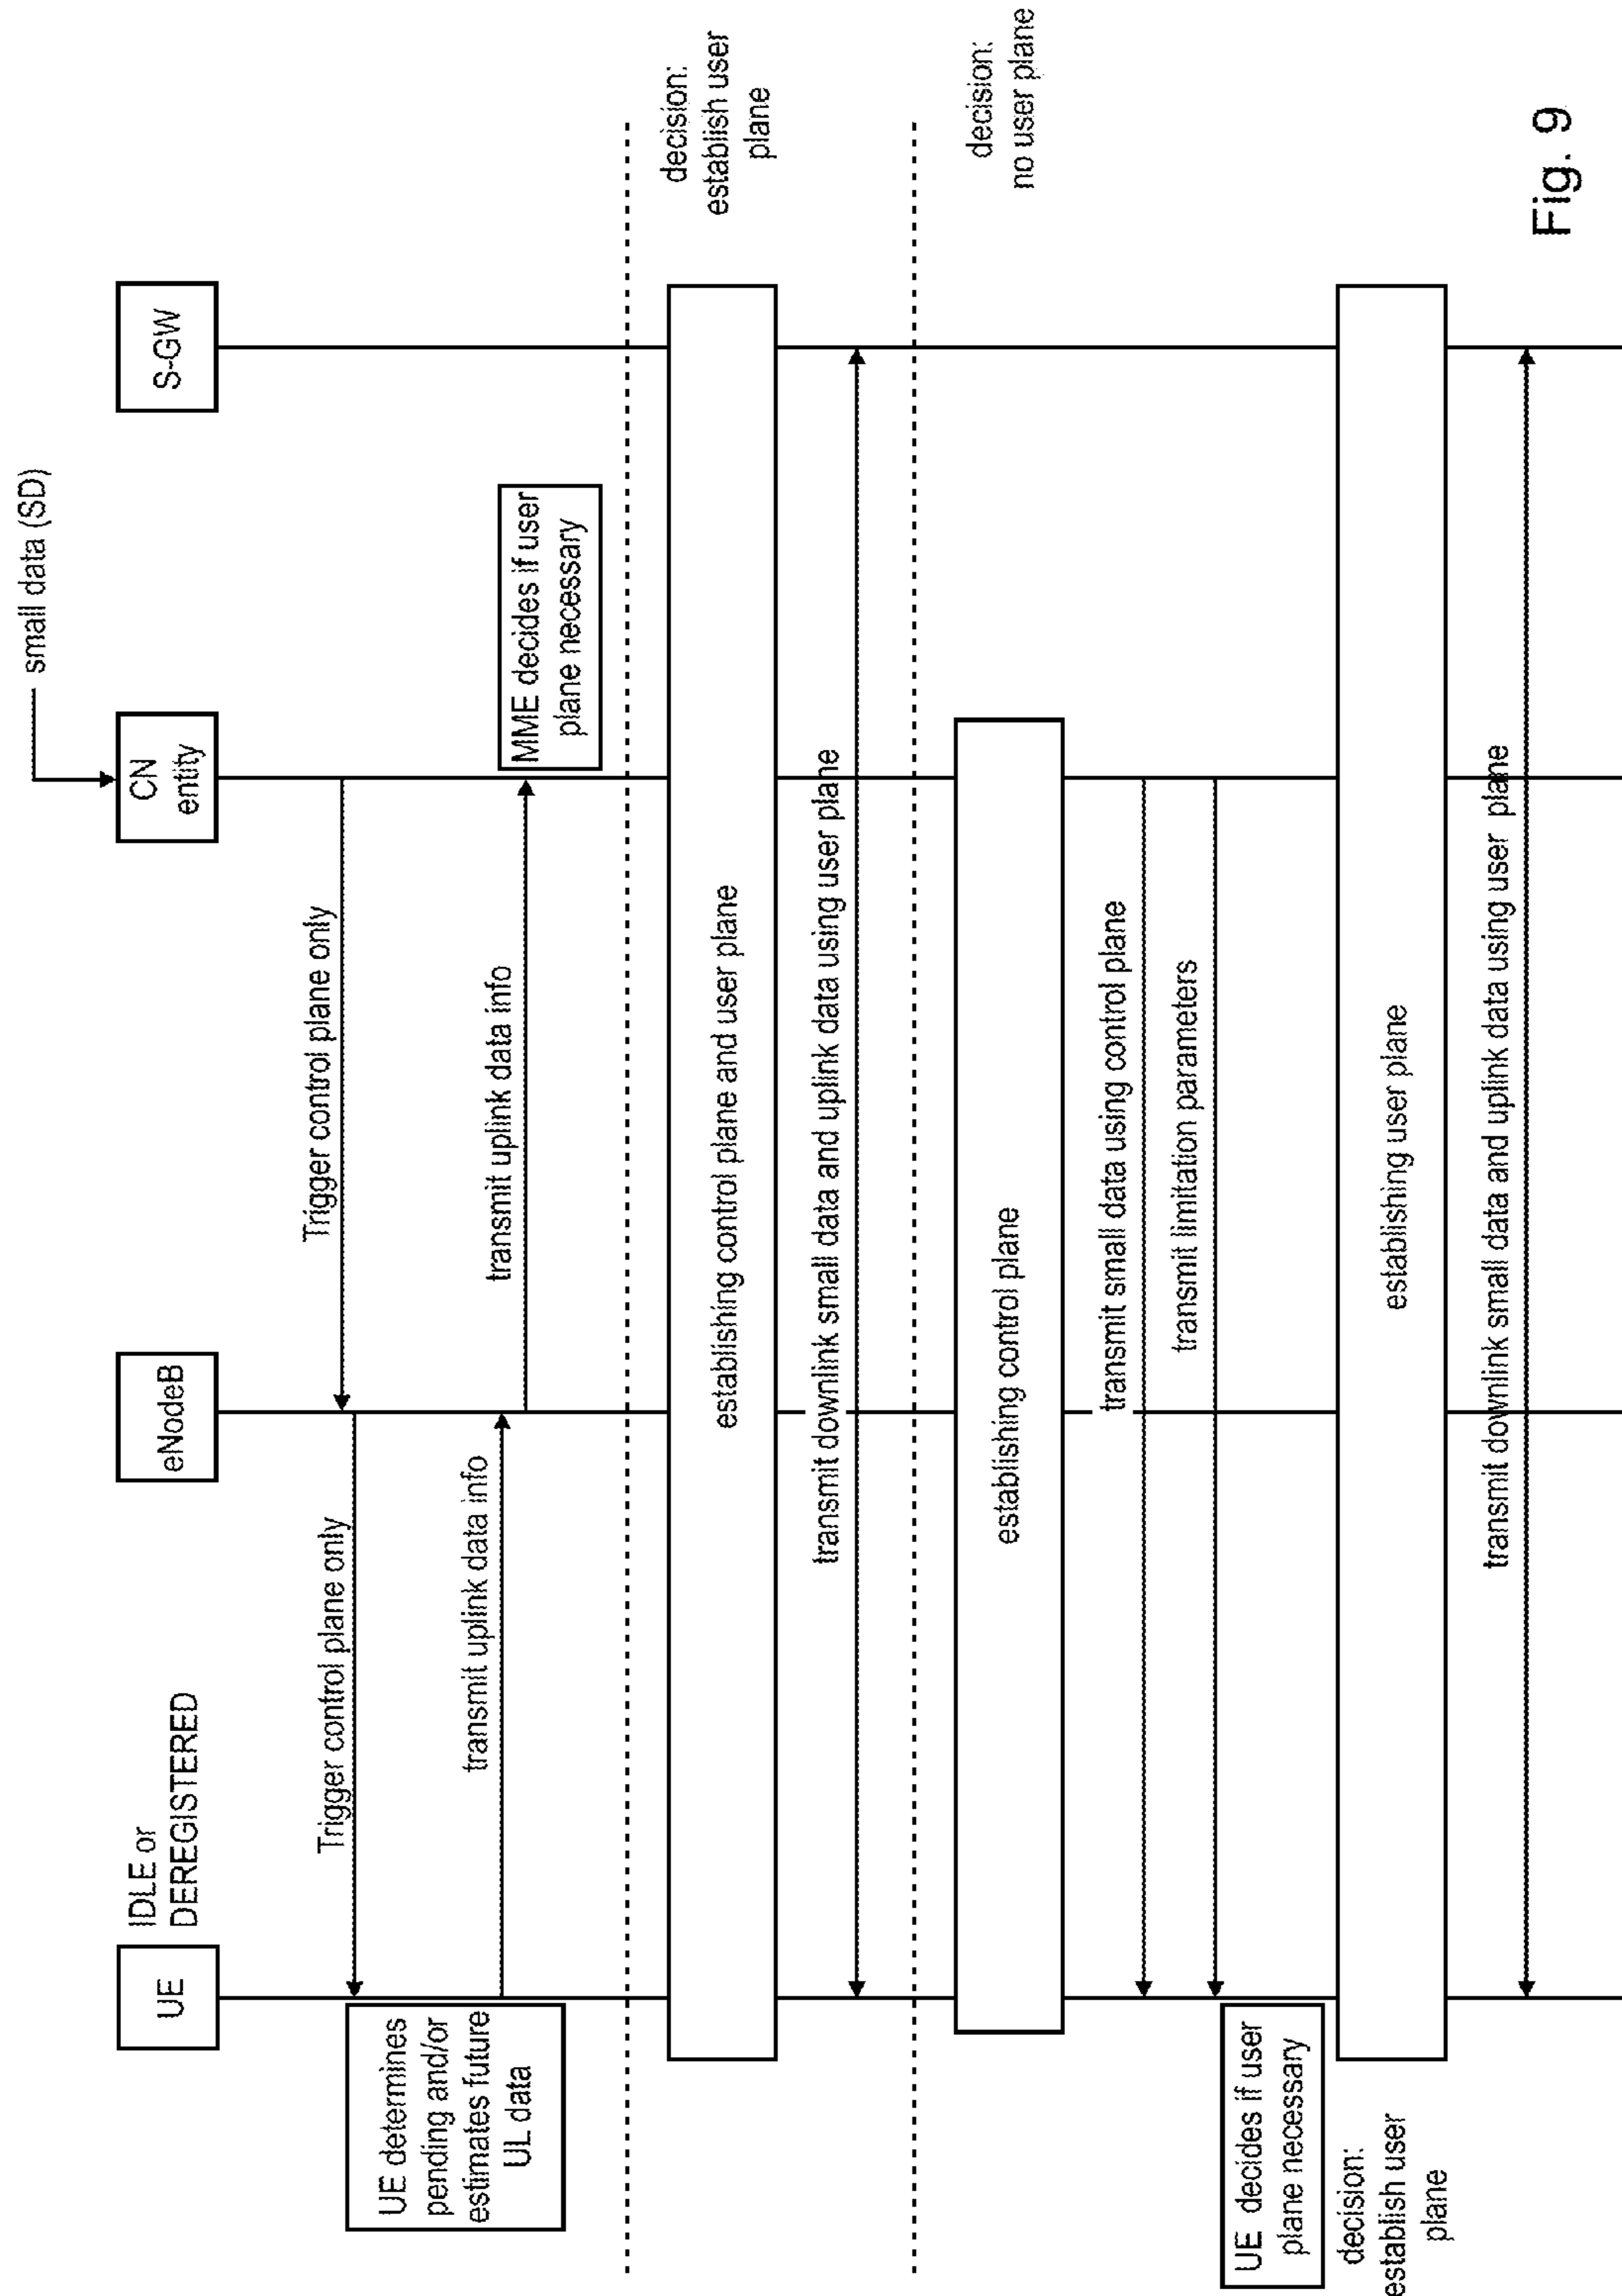 small data (SD)
IDLE or
DEREGISTERED
UE
eNodeB
CN
entity
S-GW
Trigger control plane only
Trigger control plane only
UE determines
pending and/or
estimates future
UL data
transmit uplink data info
transmit uplink data info
MME decides if user
plane necessary
decision:
establish user
plane
establishing control plane and user plane
transmit downlink small data and uplink data using user plane
decision:
no user plane
establishing control plane
transmit small data using control plane
transmit limitation parameters
UE decides if user
plane necessary
decision:
establish user
plane
establishing user plane
transmit downlink small data and uplink data using user plane
Fig. 9